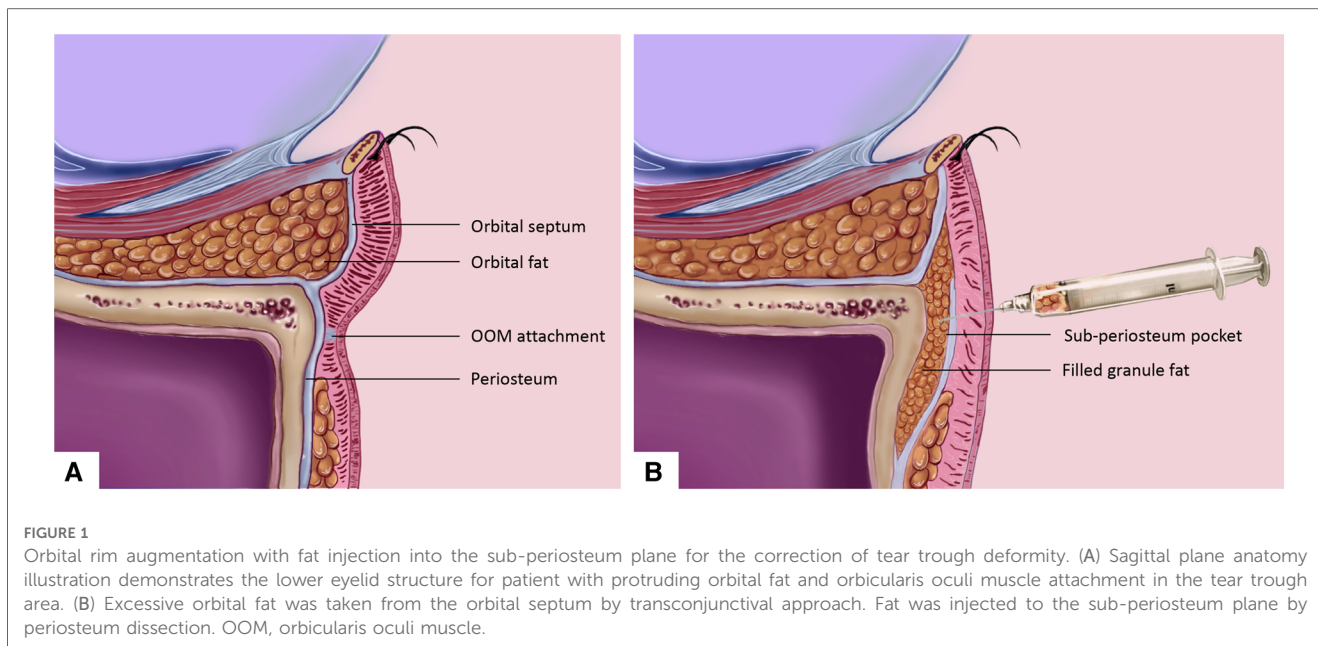 Orbital septum
Orbital fat
OOM attachment
Periosteum
A
Sub-periosteum pocket
Filled granule fat
B
FIGURE 1
Orbital rim augmentation with fat injection into the sub-periosteum plane for the correction of tear trough deformity. (A) Sagittal plane anatomy
illustration demonstrates the lower eyelid structure for patient with protruding orbital fat and orbicularis oculi muscle attachment in the tear trough
area. (B) Excessive orbital fat was taken from the orbital septum by transconjunctival approach. Fat was injected to the sub-periosteum plane by
periosteum dissection. OOM, orbicularis oculi muscle.